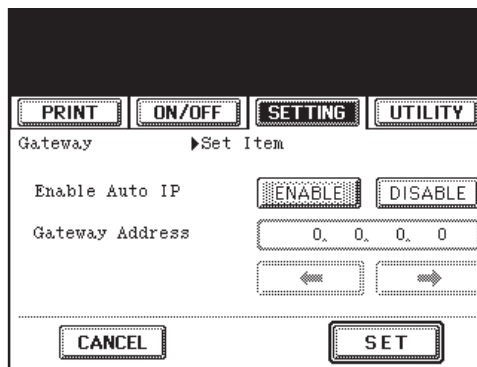 PRINT ON/OFF SETTING UTILITY
Gateway ▶Set Item
Enable Auto IP ENABLE DISABLE
Gateway Address 0. 0. 0. 0
CANCEL SET